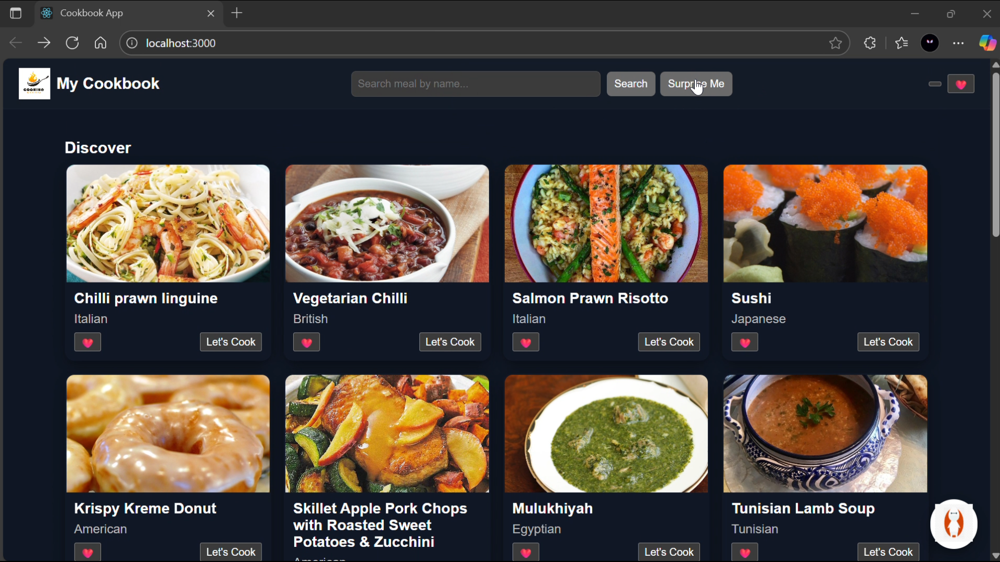 Cookbook App
localhost:3000
COOKING
My Cookbook
Search meal by name...
Search
Surprise Me
Discover
Chilli prawn linguine
Italian
Let's Cook
Vegetarian Chilli
British
Let's Cook
Salmon Prawn Risotto
Italian
Let's Cook
Sushi
Japanese
Let's Cook
Krispy Kreme Donut
American
Let's Cook
Skillet Apple Pork Chops
with Roasted Sweet
Potatoes & Zucchini
American
Mulukhiyah
Egyptian
Let's Cook
Tunisian Lamb Soup
Tunisian
Let's Cook